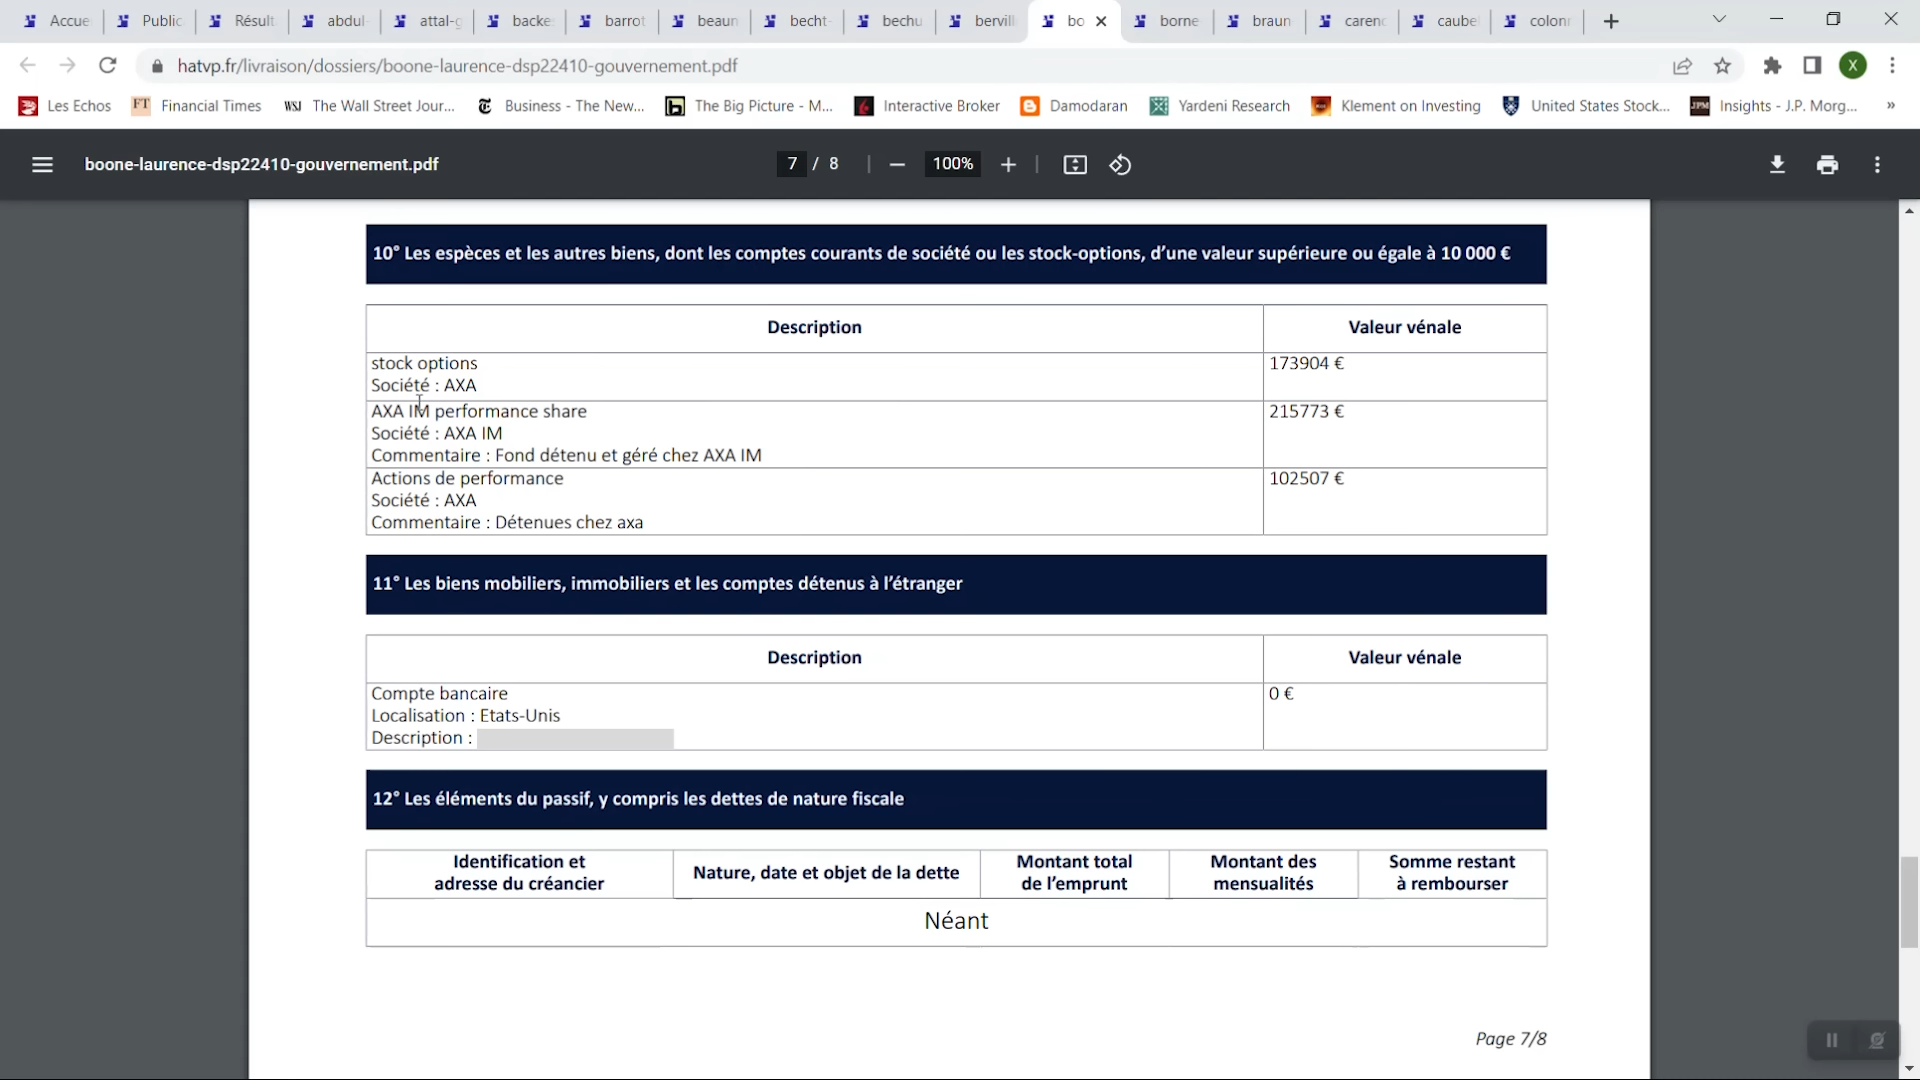 Accue
Public
Résult
abdul-
attal-g
backe
barrot
beaun
becht-
bechu
bervill
bo
borne
braun
carenc
caube
colonn
hatvp.fr/livraison/dossiers/boone-laurence-dsp22410-gouvernement.pdf
X
Les Echos
FT Financial Times
WSJ The Wall Street Jour...
Business - The New...
The Big Picture - M...
Interactive Broker
Damodaran
Yardeni Research
Klement on Investing
United States Stock...
JPM Insights - J.P. Morg...
»
boone-laurence-dsp22410-gouvernement.pdf
7 / 8
100%
10° Les espèces et les autres biens, dont les comptes courants de société ou les stock-options, d’une valeur supérieure ou égale à 10 000 €
Description Valeur vénale
stock options 173904 €
Société : AXA
AXA IM performance share 215773 €
Société : AXA IM
Commentaire : Fond détenu et géré chez AXA IM
Actions de performance 102507 €
Société : AXA
Commentaire : Détenues chez axa
11° Les biens mobiliers, immobiliers et les comptes détenus à l’étranger
Description Valeur vénale
Compte bancaire 0 €
Localisation : Etats-Unis
Description :
12° Les éléments du passif, y compris les dettes de nature fiscale
Identification et
adresse du créancier
Nature, date et objet de la dette
Montant total
de l’emprunt
Montant des
mensualités
Somme restant
à rembourser
Néant
Page 7/8